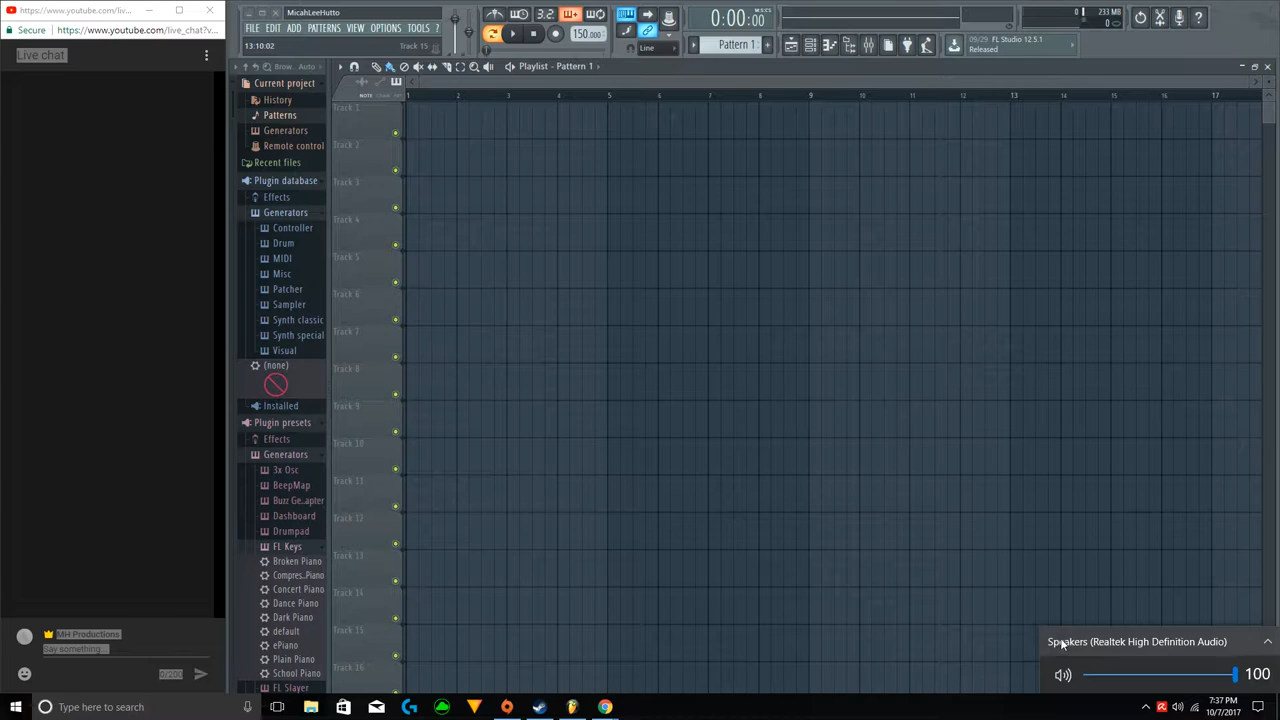 https://www.youtube.com/liv...
Secure https://www.youtube.com/live_chat?v...
Live chat
MH Productions
Say something...
0/200
MicahLeeHutto
FILE EDIT ADD PATTERNS VIEW OPTIONS TOOLS ?
13:10:02 Track 15
3.2.
150.000
Line
0:00:00
M:S:CS
Pattern 1
0 233 MB
0
09/29 FL Studio 12.5.1
Released
Brow.. Auto
Playlist - Pattern 1
NOTE CHAN PAT
1 2 3 4 5 6 7 8 9 10 11 12 13 14 15 16 17
Current project
History
Patterns
Generators
Remote control
Recent files
Plugin database
Effects
Generators
Controller
Drum
MIDI
Misc
Patcher
Sampler
Synth classic
Synth special
Visual
(none)
Installed
Plugin presets
Effects
Generators
3x Osc
BeepMap
Buzz Ge..apter
Dashboard
Drumpad
FL Keys
Broken Piano
Compres..Piano
Concert Piano
Dance Piano
Dark Piano
default
ePiano
Plain Piano
School Piano
FL Slayer
Track 1
Track 2
Track 3
Track 4
Track 5
Track 6
Track 7
Track 8
Track 9
Track 10
Track 11
Track 12
Track 13
Track 14
Track 15
Track 16
Speakers (Realtek High Definition Audio)
100
Type here to search
7:37 PM
10/7/2017